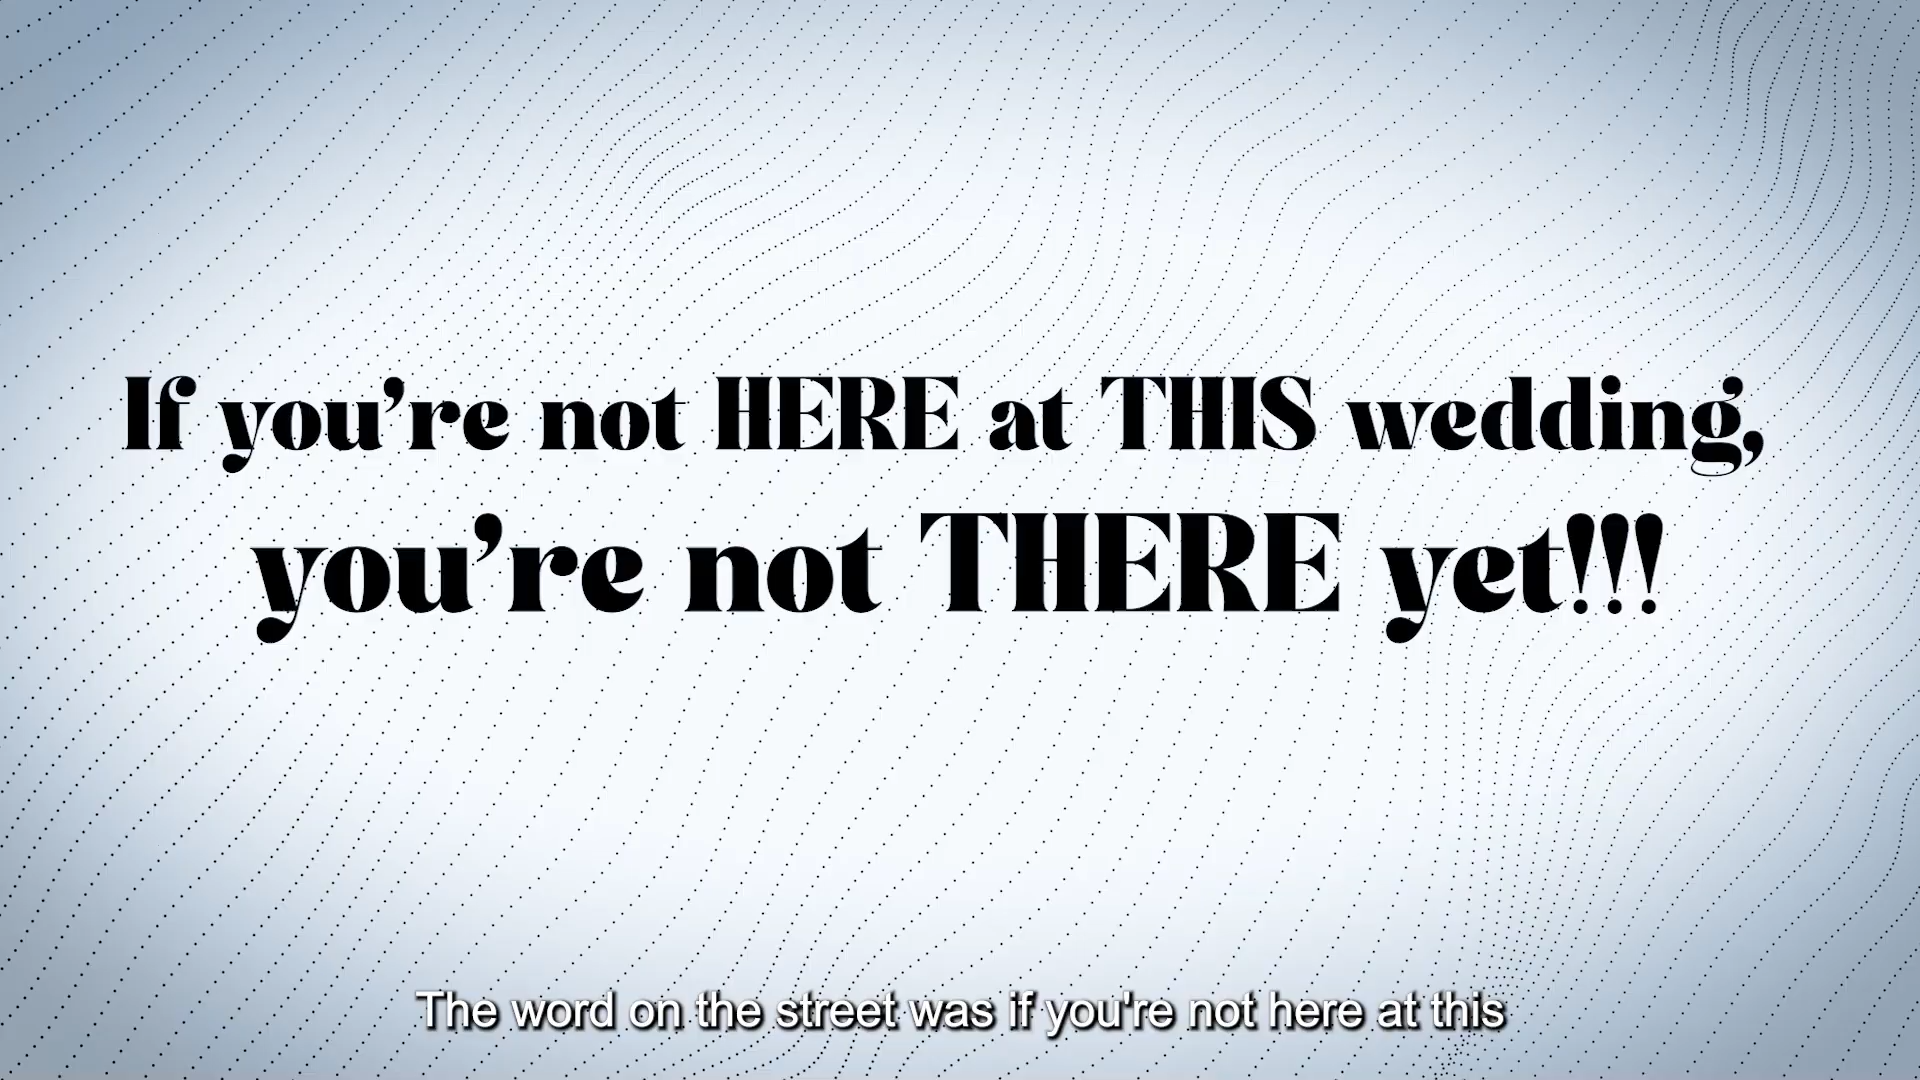 If you’re not HERE at THIS wedding,
you’re not THERE yet!!!
The word on the street was if you're not here at this